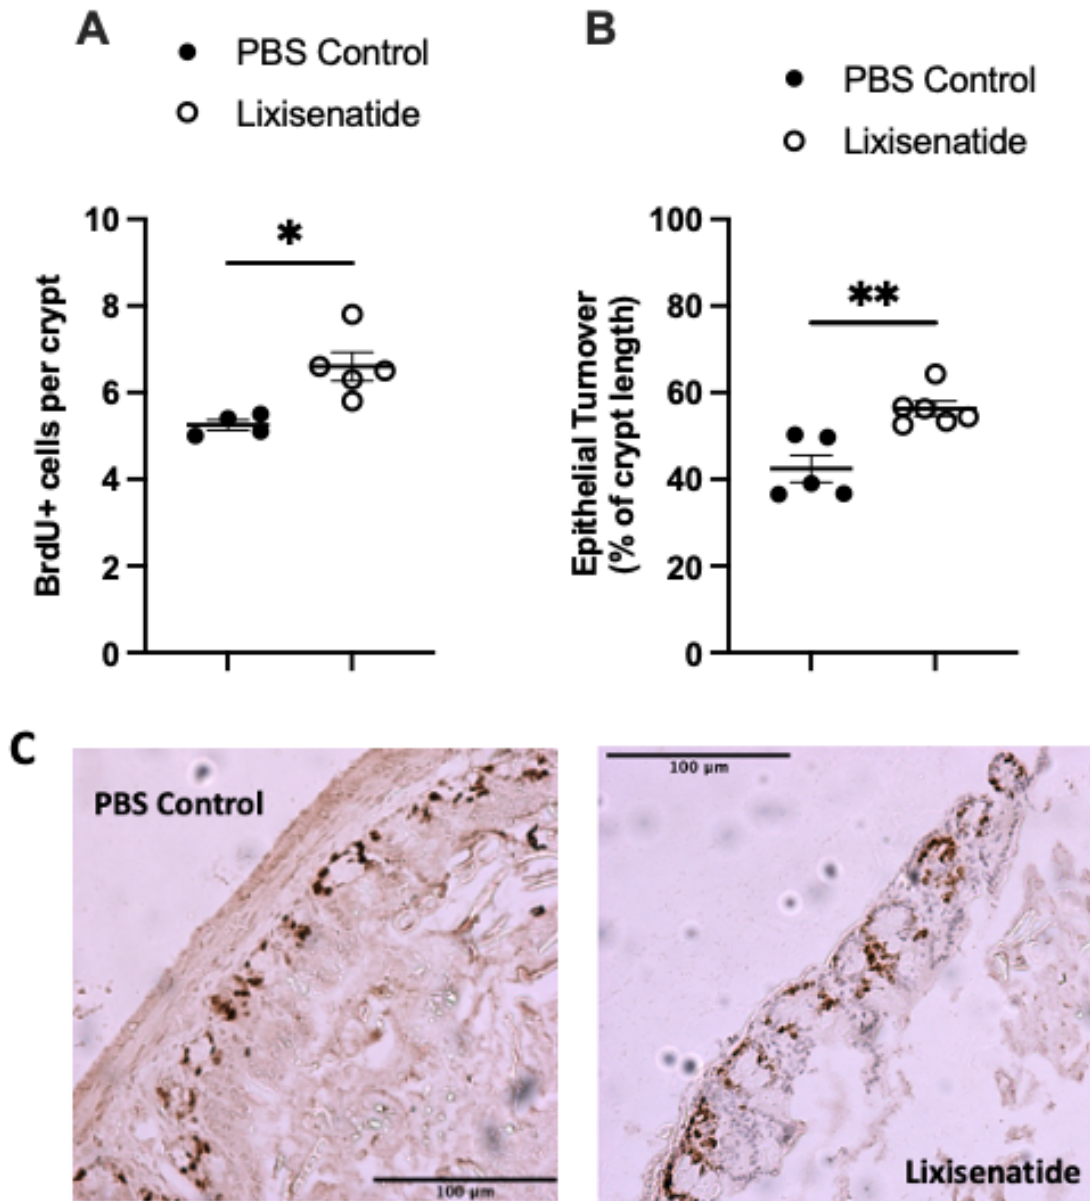 A
PBS Control
Lixisenatide
10
8
6
4
2
0
BrdU+ cells per crypt
*
B
PBS Control
Lixisenatide
100
80
60
40
20
0
Epithelial Turnover
(% of crypt length)
**
C
PBS Control
100 μm
100 μm
Lixisenatide